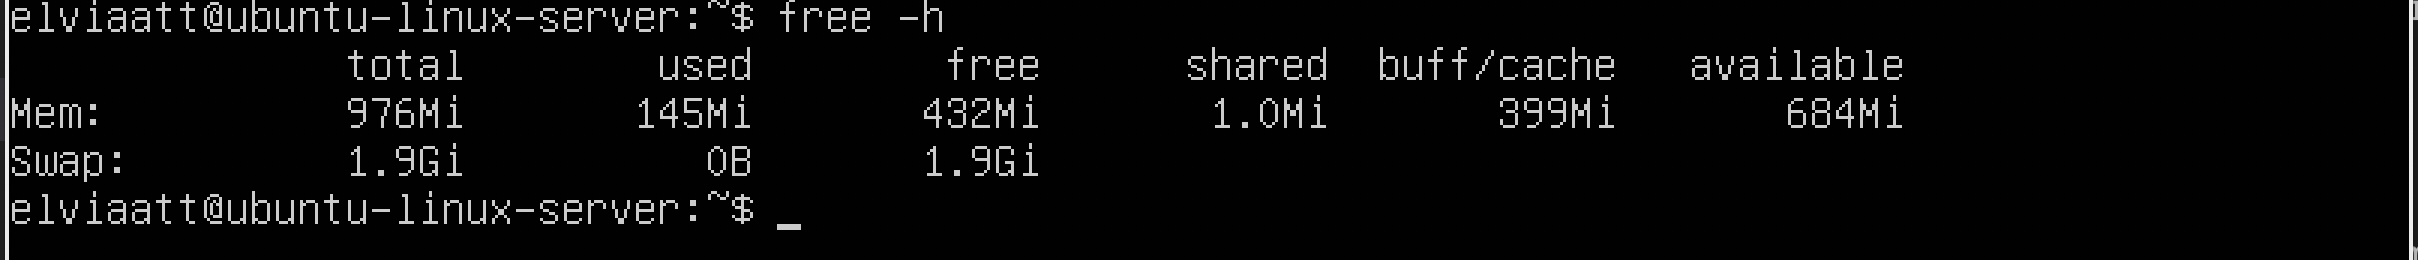 elviaatt@ubuntu-linux-server:~$ free -h
total used free shared buff/cache available
Mem: 976Mi 145Mi 432Mi 1.0Mi 399Mi 684Mi
Swap: 1.9Gi 0B 1.9Gi
elviaatt@ubuntu-linux-server:~$ _